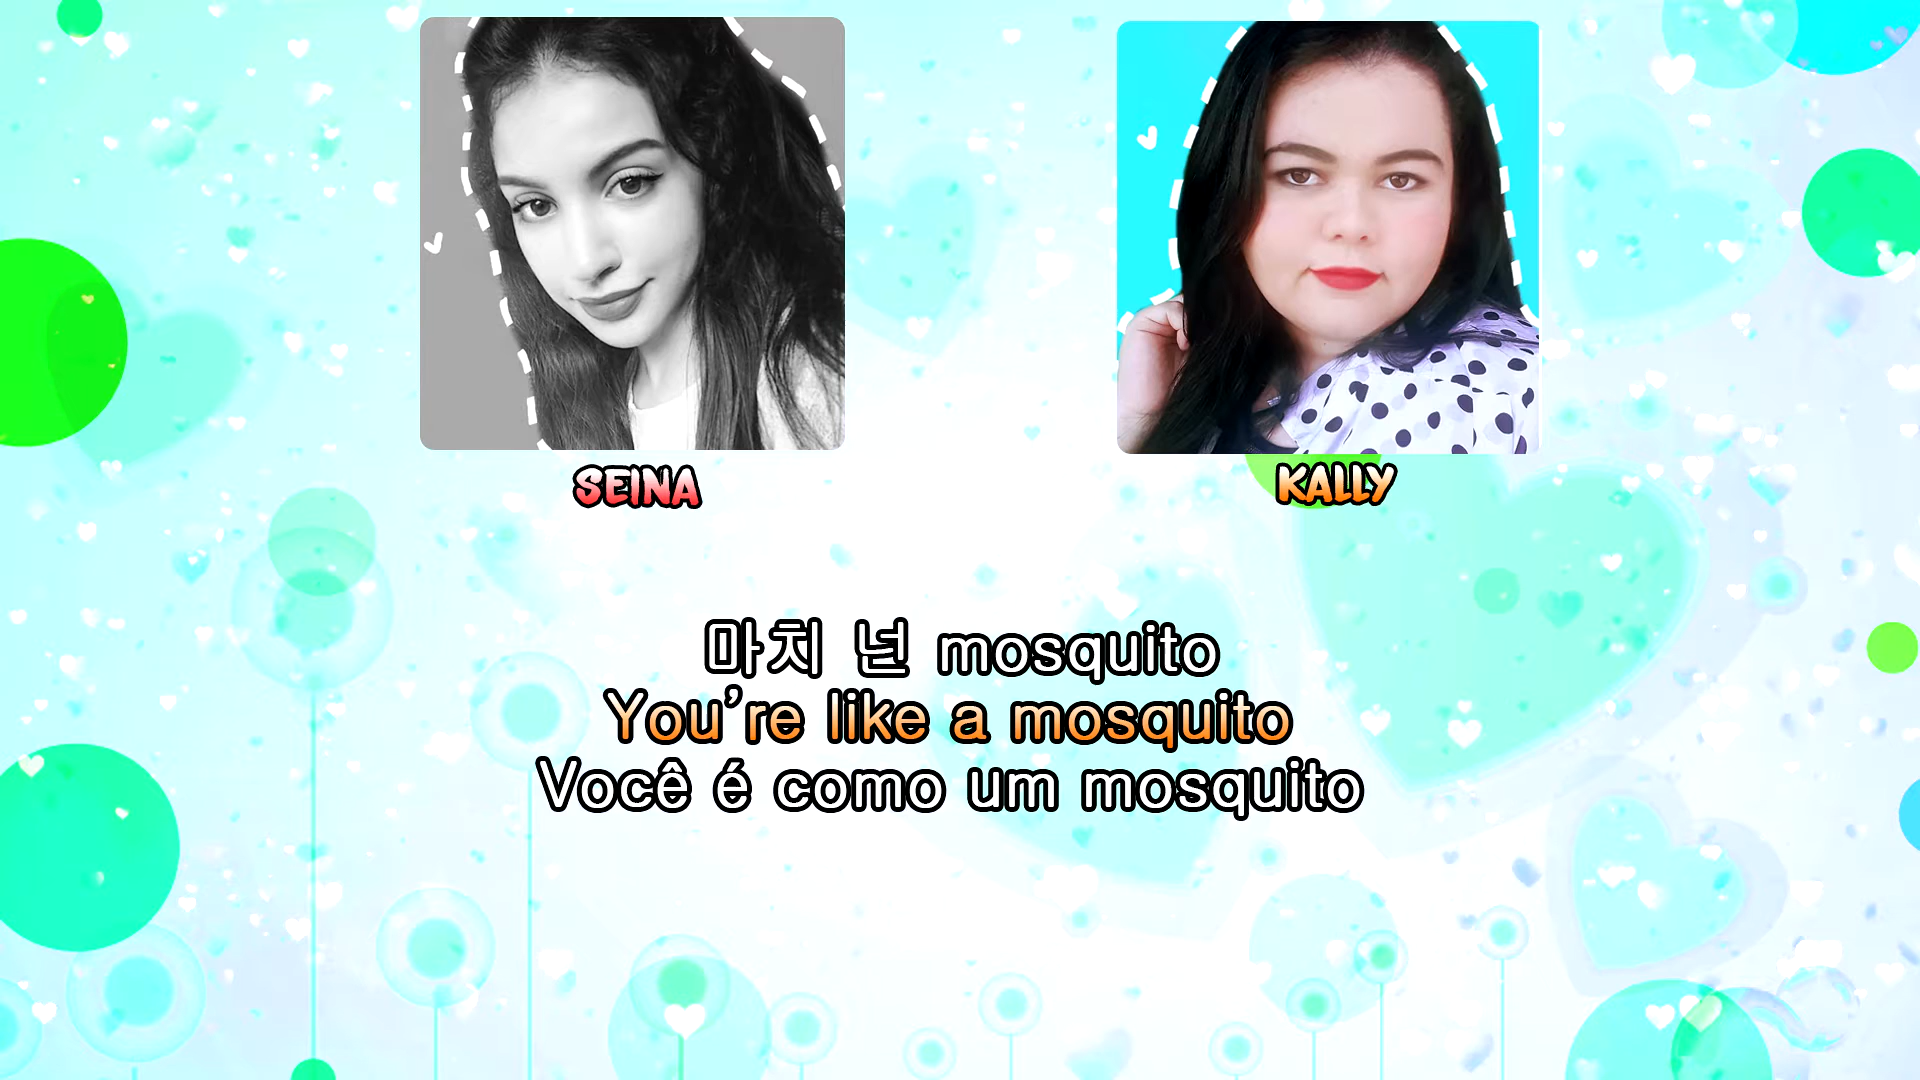 SEINA
KALLY
마치 넌 mosquito
You're like a mosquito
Você é como um mosquito